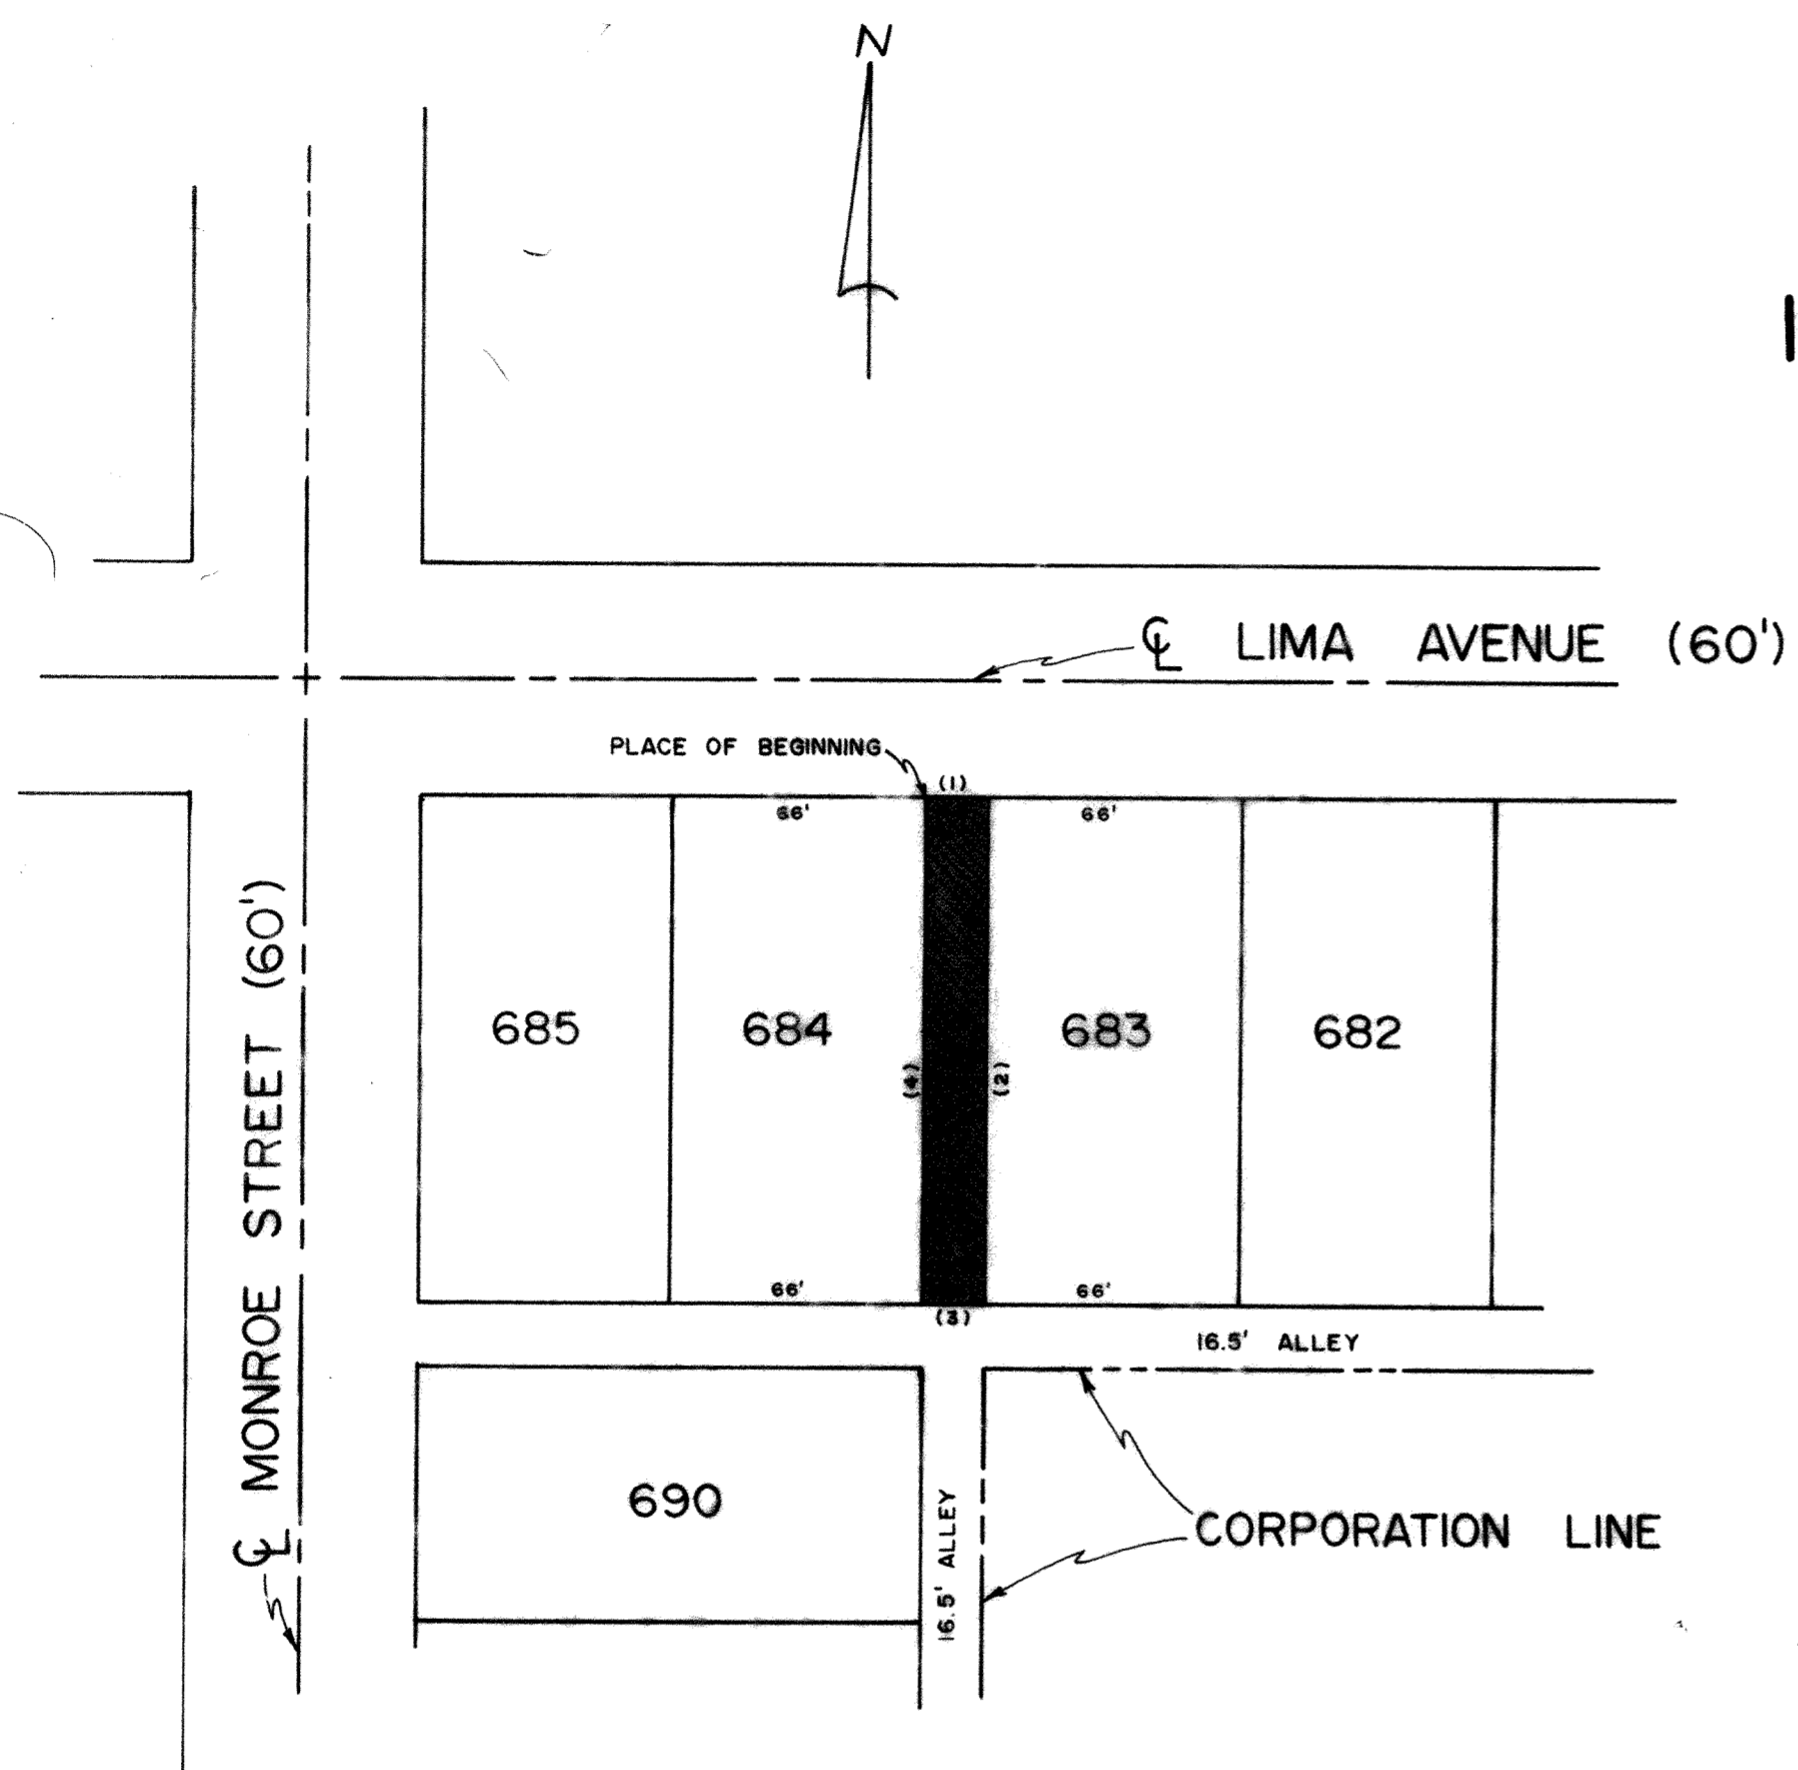 N
℄ LIMA AVENUE (60')
PLACE OF BEGINNING
(1)
66'
66'
℄ MONROE STREET (60')
685
684
683
682
(4)
(2)
66'
66'
(3)
16.5' ALLEY
690
16.5' ALLEY
CORPORATION LINE